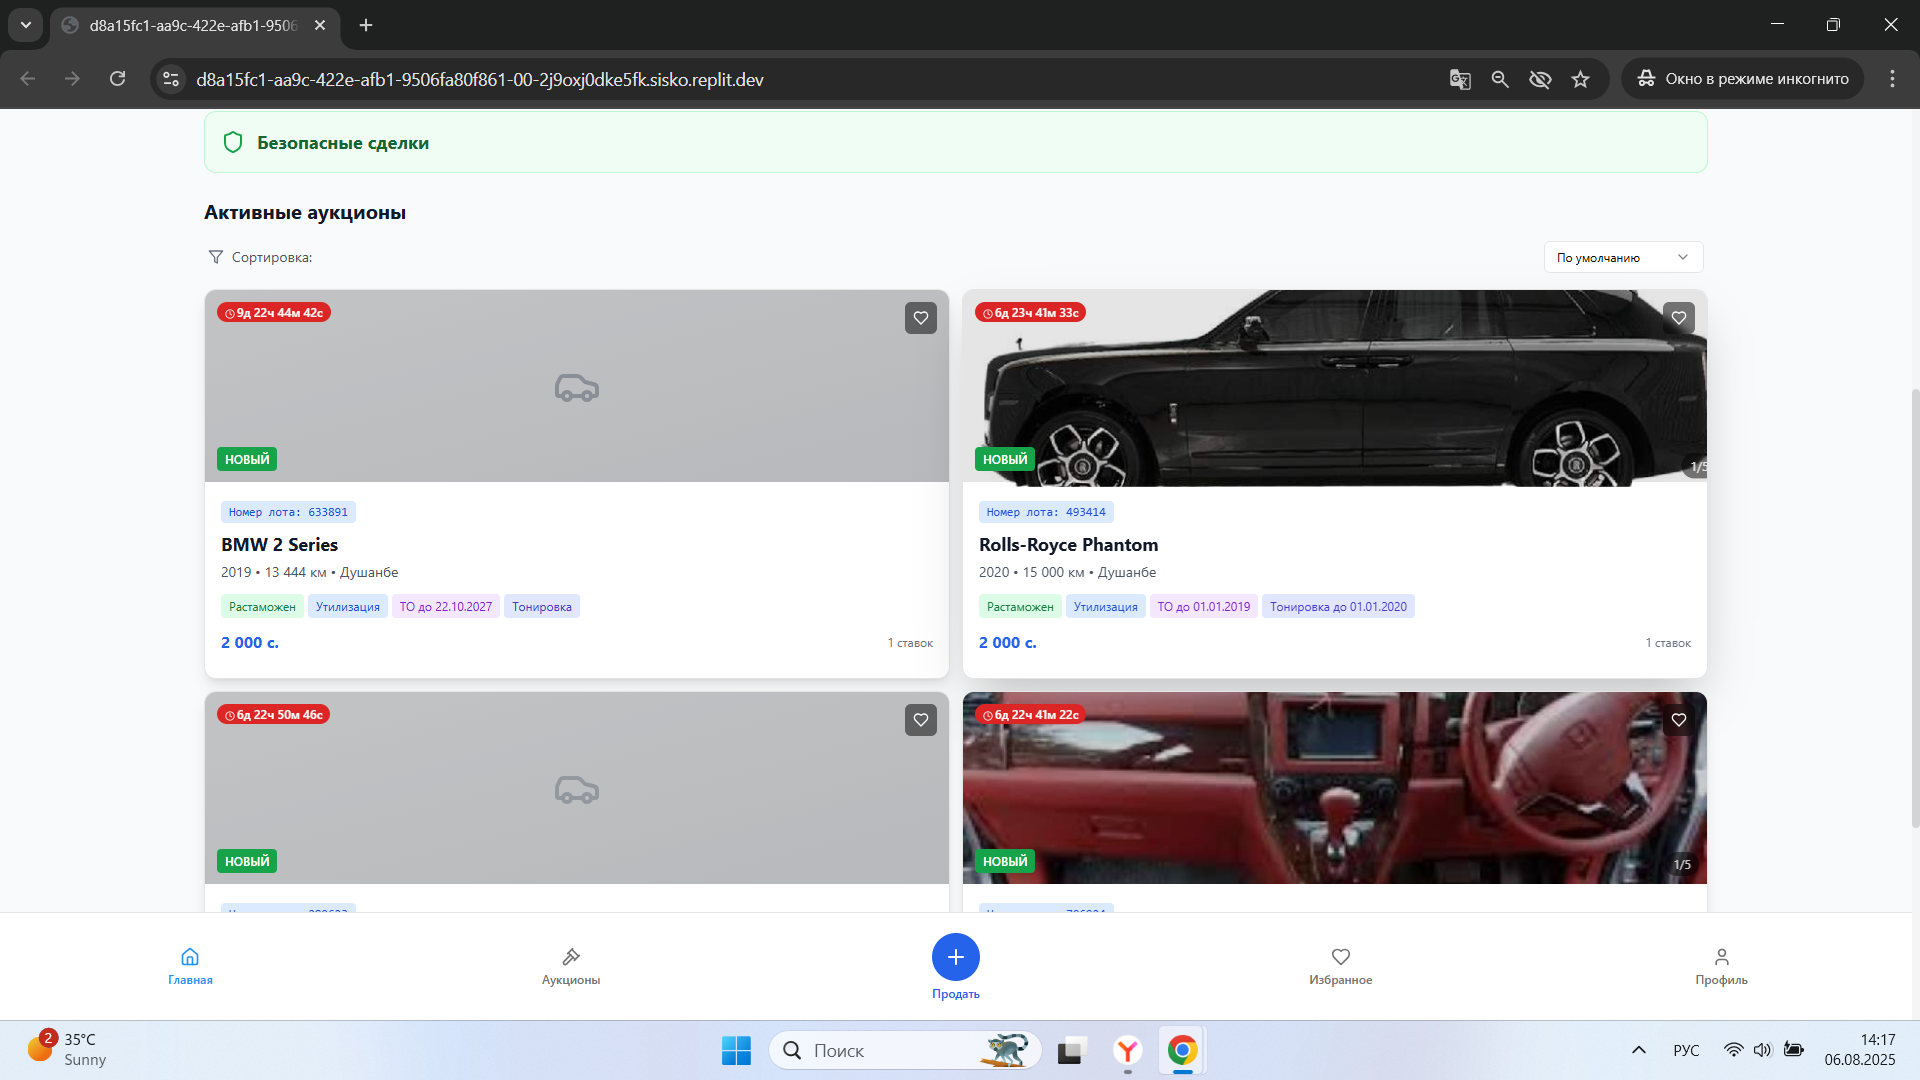 d8a15fc1-aa9c-422e-afb1-9506
d8a15fc1-aa9c-422e-afb1-9506fa80f861-00-2j9oxj0dke5fk.sisko.replit.dev
Окно в режиме инкогнито
Безопасные сделки
Активные аукционы
Сортировка:
По умолчанию
9д 22ч 44м 42с
НОВЫЙ
Номер лота: 633891
BMW 2 Series
2019 • 13 444 км • Душанбе
Растаможен Утилизация ТО до 22.10.2027 Тонировка
2 000 с.
1 ставок
6д 23ч 41м 33с
1/5
НОВЫЙ
Номер лота: 493414
Rolls-Royce Phantom
2020 • 15 000 км • Душанбе
Растаможен Утилизация ТО до 01.01.2019 Тонировка до 01.01.2020
2 000 с.
1 ставок
6д 22ч 50м 46с
НОВЫЙ
6д 22ч 41м 22с
НОВЫЙ
1/5
Главная
Аукционы
Продать
Избранное
Профиль
2
35°C
Sunny
Поиск
РУС
14:17
06.08.2025